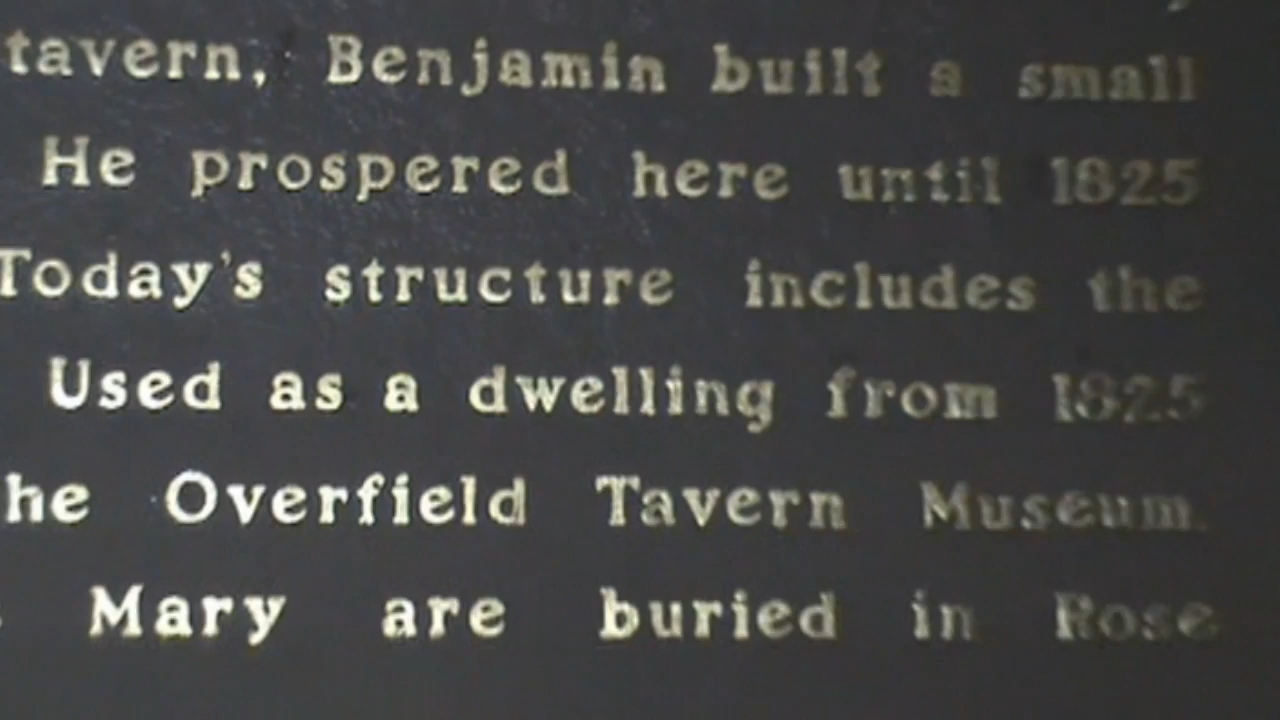 tavern, Benjamin built a small
He prospered here until 1825
Today's structure includes the
Used as a dwelling from 1825
he Overfield Tavern Museum.
Mary are buried in Rose